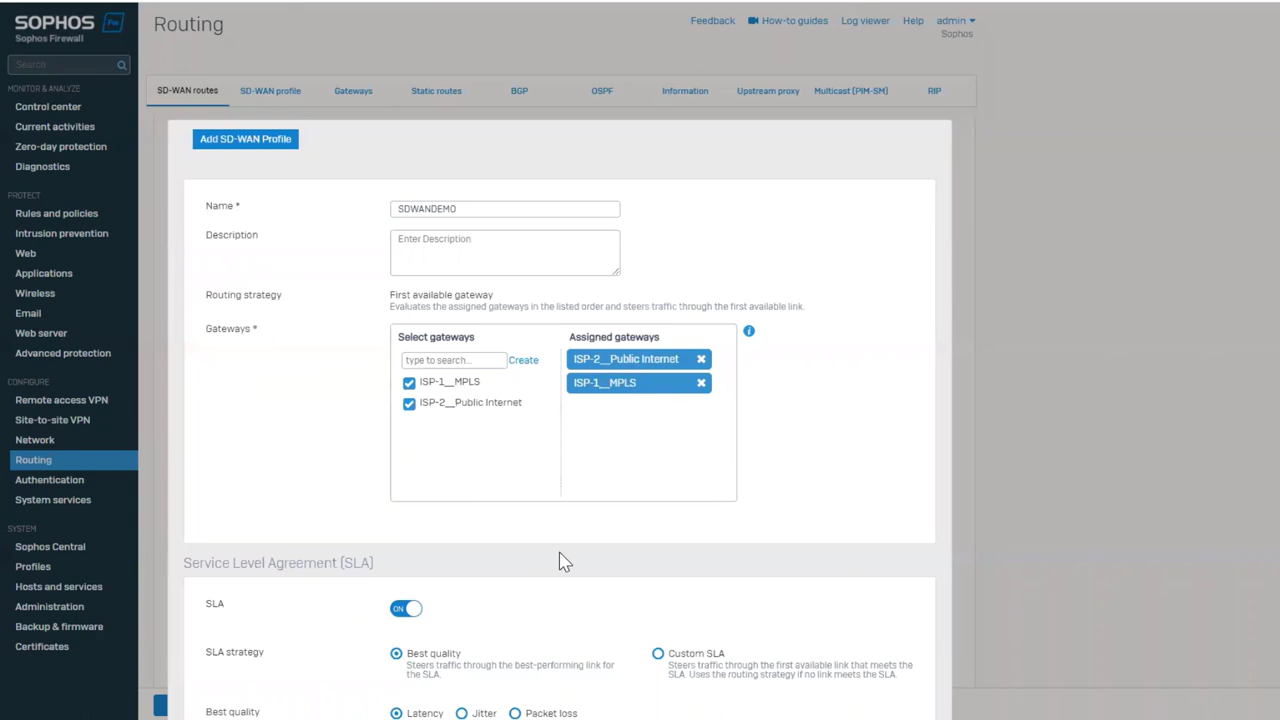 SOPHOS
Sophos Firewall
Search
MONITOR & ANALYZE
Control center
Current activities
Zero-day protection
Diagnostics
PROTECT
Rules and policies
Intrusion prevention
Web
Applications
Wireless
Email
Web server
Advanced protection
CONFIGURE
Remote access VPN
Site-to-site VPN
Network
Routing
Authentication
System services
SYSTEM
Sophos Central
Profiles
Hosts and services
Administration
Backup & firmware
Certificates
Routing
Feedback How-to guides Log viewer Help admin
Sophos
SD-WAN routes SD-WAN profile Gateways Static routes BGP OSPF Information Upstream proxy Multicast (PIM-SM) RIP
Add SD-WAN Profile
Name * SDWANDEMO
Description Enter Description
Routing strategy First available gateway
Evaluates the assigned gateways in the listed order and steers traffic through the first available link.
Gateways *
Select gateways
type to search... Create
ISP-1__MPLS
ISP-2__Public Internet
Assigned gateways
ISP-2__Public Internet
ISP-1__MPLS
Service Level Agreement (SLA)
SLA ON
SLA strategy
Best quality
Steers traffic through the best-performing link for
the SLA.
Custom SLA
Steers traffic through the first available link that meets the
SLA. Uses the routing strategy if no link meets the SLA.
Best quality Latency Jitter Packet loss